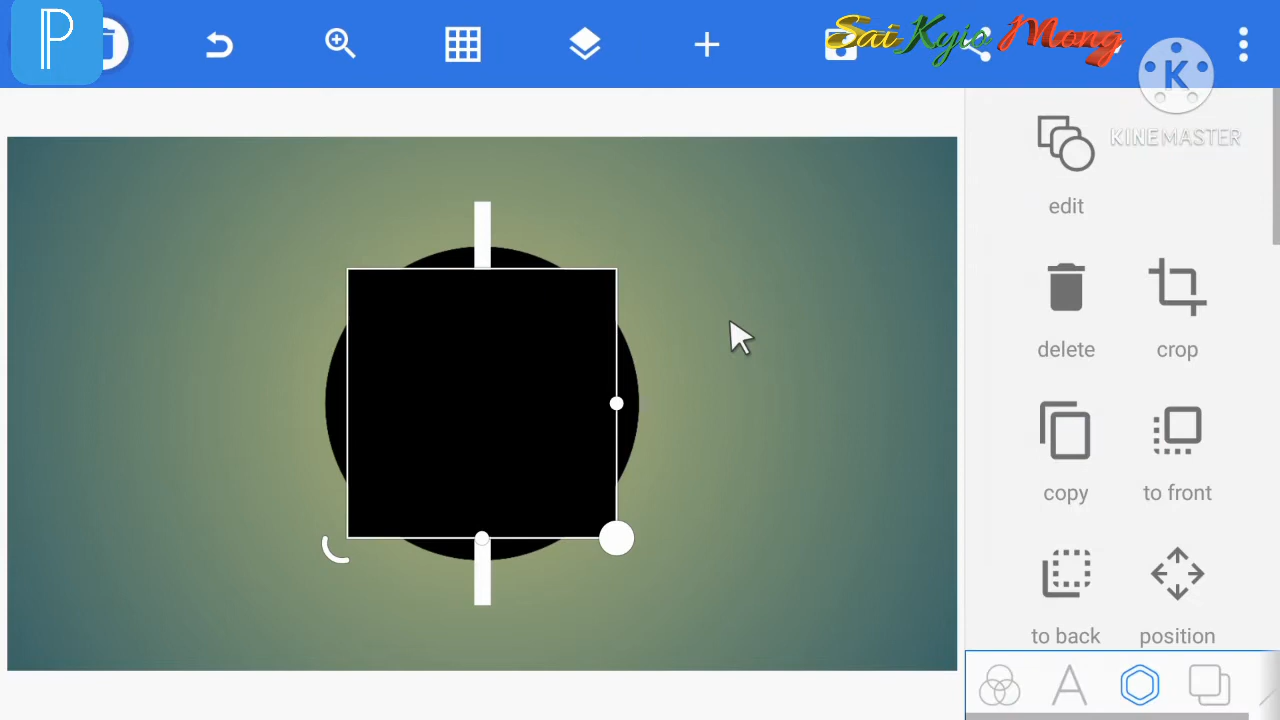 P
Sai Kyio Mong
K
KINEMASTER
edit
delete crop
copy to front
to back position
A